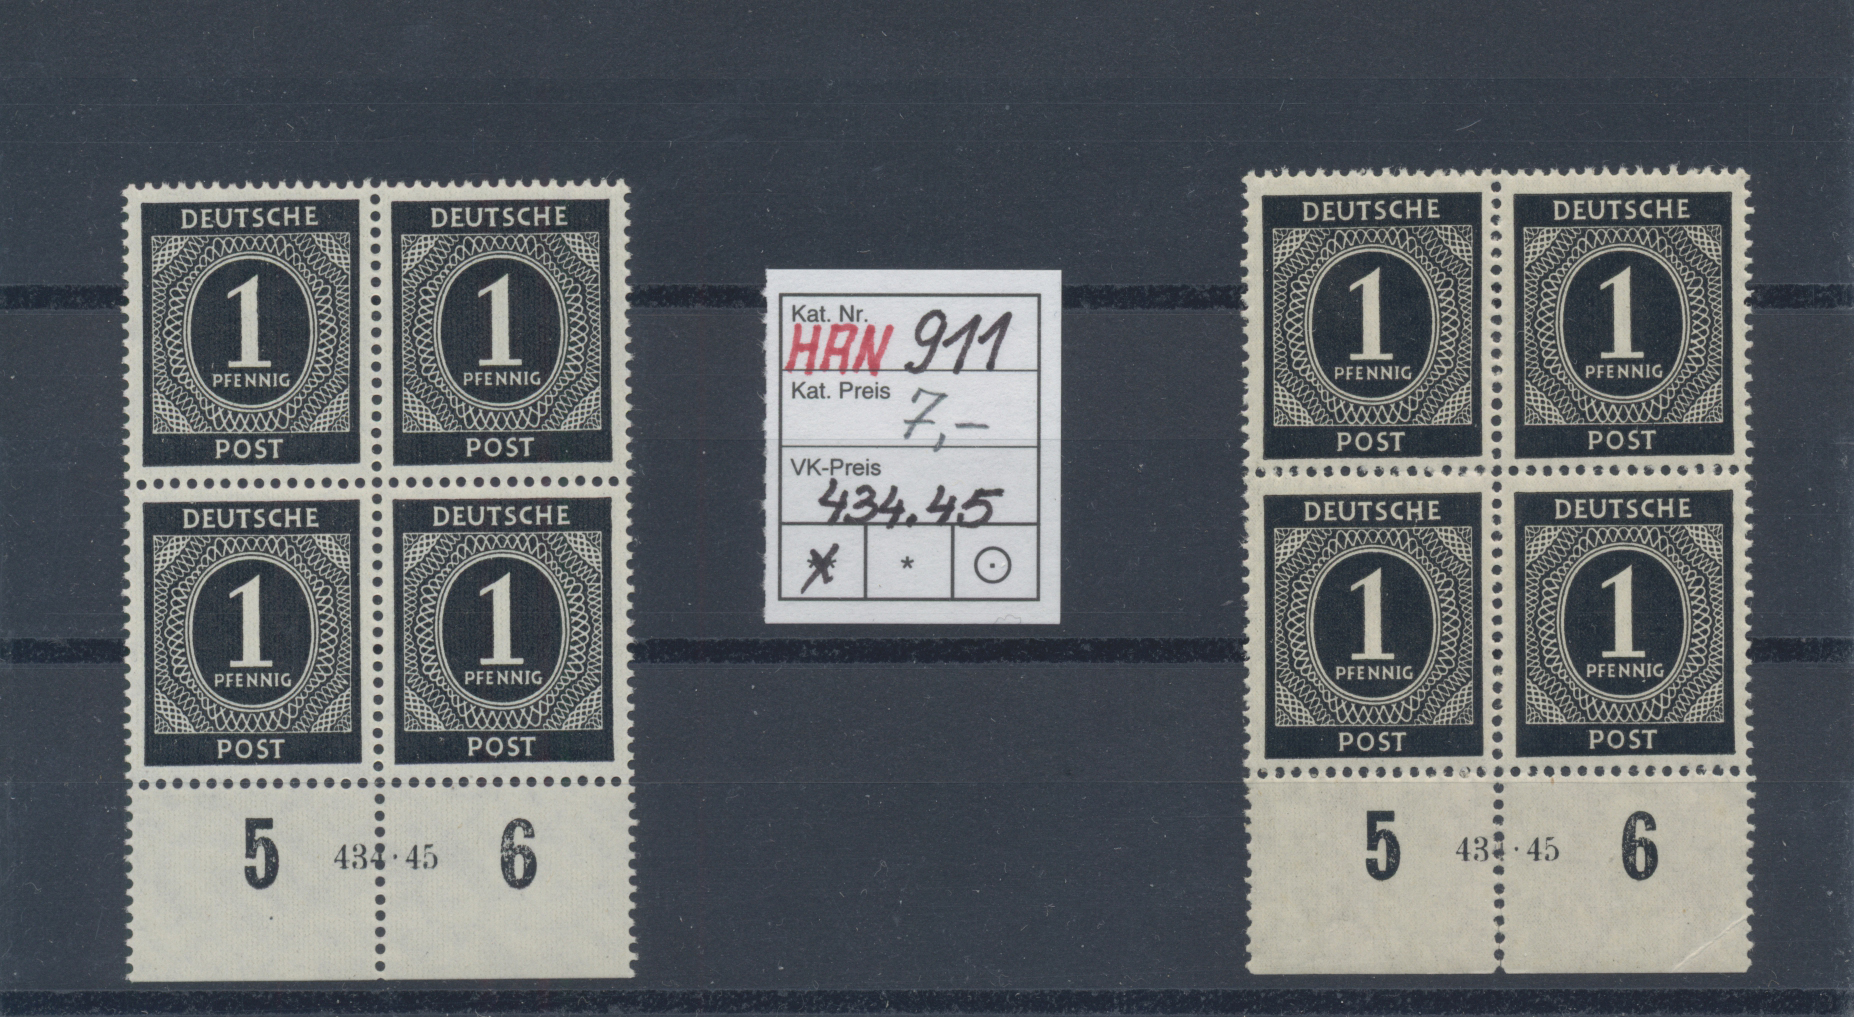 DEUTSCHE
1
PFENNIG
POST
DEUTSCHE
1
PFENNIG
POST
DEUTSCHE
1
PFENNIG
POST
DEUTSCHE
1
PFENNIG
POST
5 434·45 6
Kat. Nr.
HAN 911
Kat. Preis
7,–
VK-Preis
434.45
** * ⊙
DEUTSCHE
1
PFENNIG
POST
DEUTSCHE
1
PFENNIG
POST
DEUTSCHE
1
PFENNIG
POST
DEUTSCHE
1
PFENNIG
POST
5 434·45 6